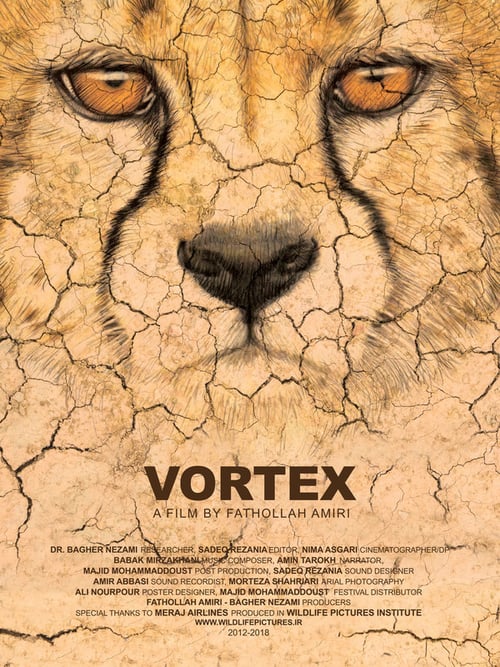 VORTEX
A FILM BY FATHOLLAH AMIRI
DR. BAGHER NEZAMI RESEARCHER, SADEQ REZANIA EDITOR, NIMA ASGARI CINEMATOGRAPHER/DP
BABAK MIRZAKHANI MUSIC COMPOSER, AMIN TAROKH NARRATOR,
MAJID MOHAMMADDOUST POST PRODUCTION, SADEQ REZANIA SOUND DESIGNER
AMIR ABBASI SOUND RECORDIST, MORTEZA SHAHRIARI ARIAL PHOTOGRAPHY
ALI NOURPOUR POSTER DESIGNER, MAJID MOHAMMADDOUST FESTIVAL DISTRIBUTOR
FATHOLLAH AMIRI - BAGHER NEZAMI PRODUCERS
SPECIAL THANKS TO MERAJ AIRLINES PRODUCED IN WILDLIFE PICTURES INSTITUTE
WWW.WILDLIFEPICTURES.IR
2012-2018